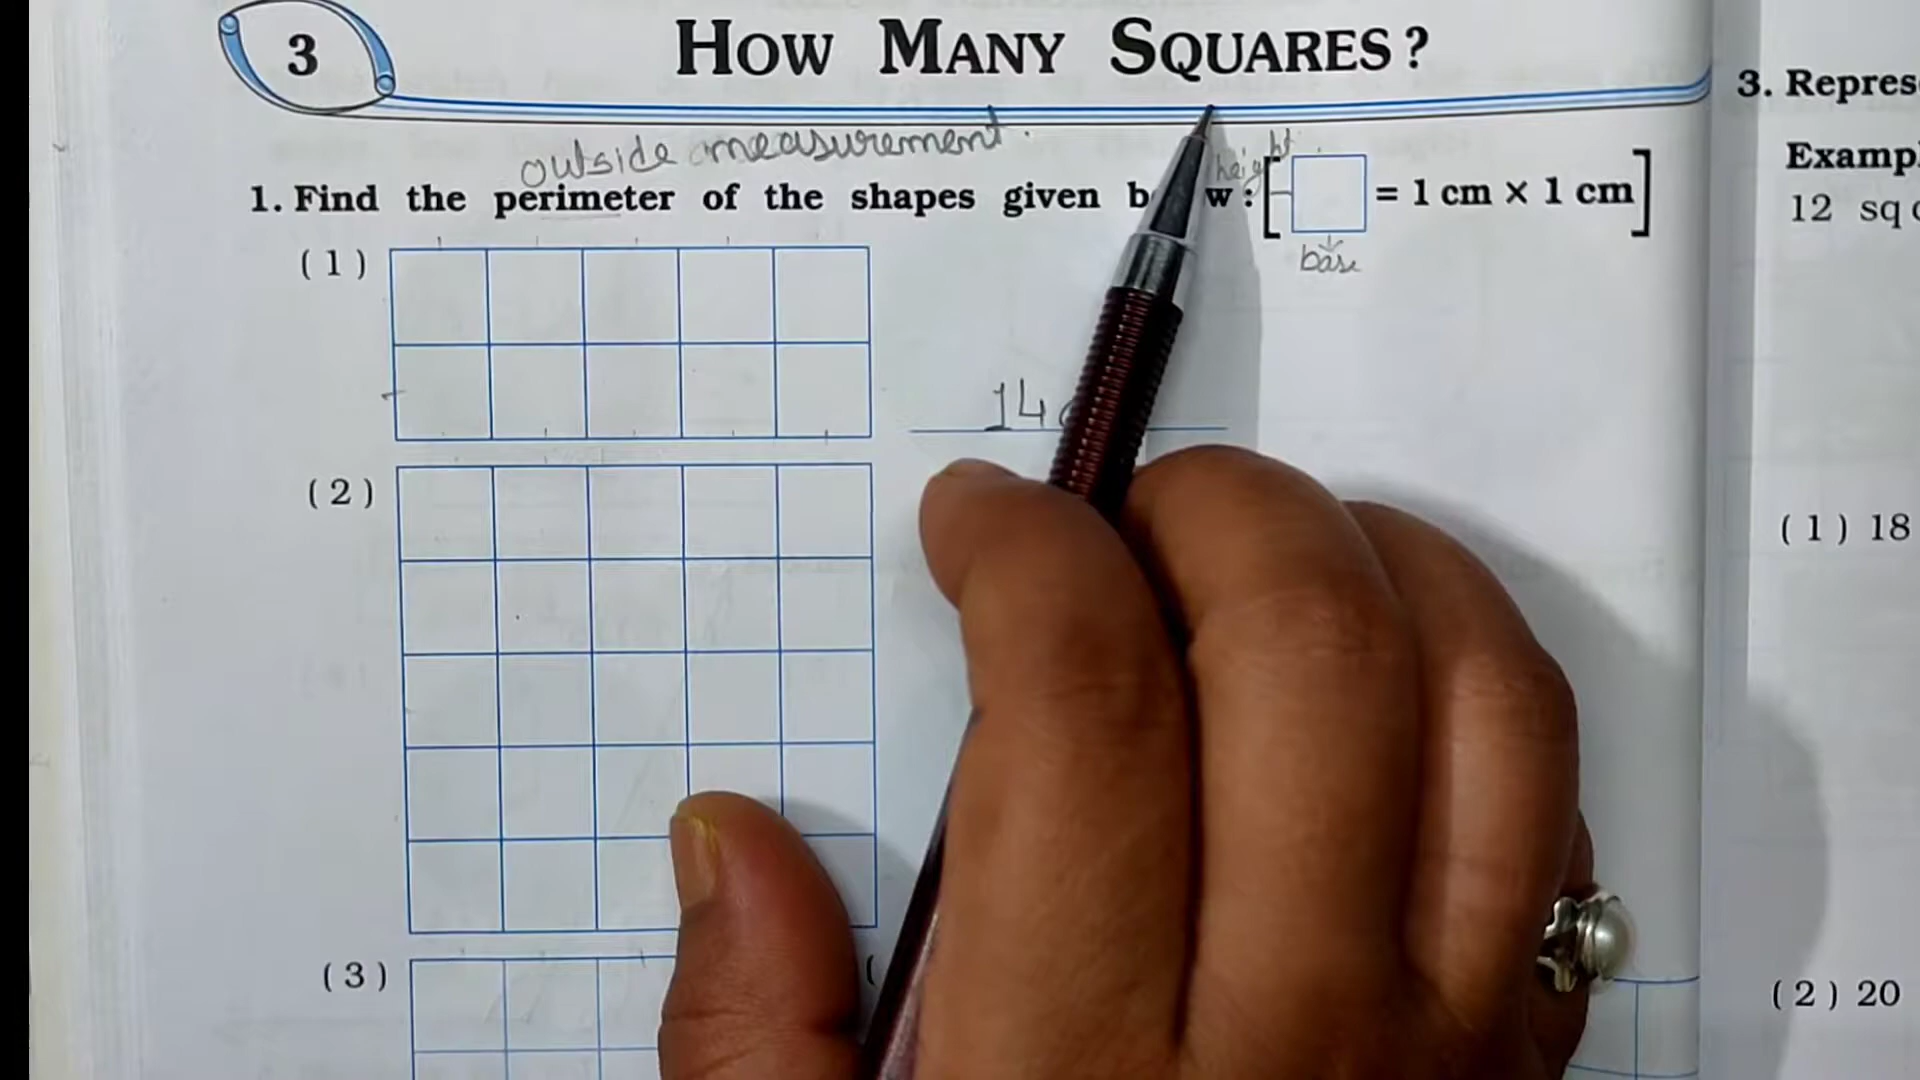 3
HOW MANY SQUARES?
outside measurement.
height
1. Find the perimeter of the shapes given w : [ = 1 cm × 1 cm ]
base
( 1 )
14
( 2 )
( 3 )
3. Repres
Exampl
12 sq c
( 1 ) 18
( 2 ) 20